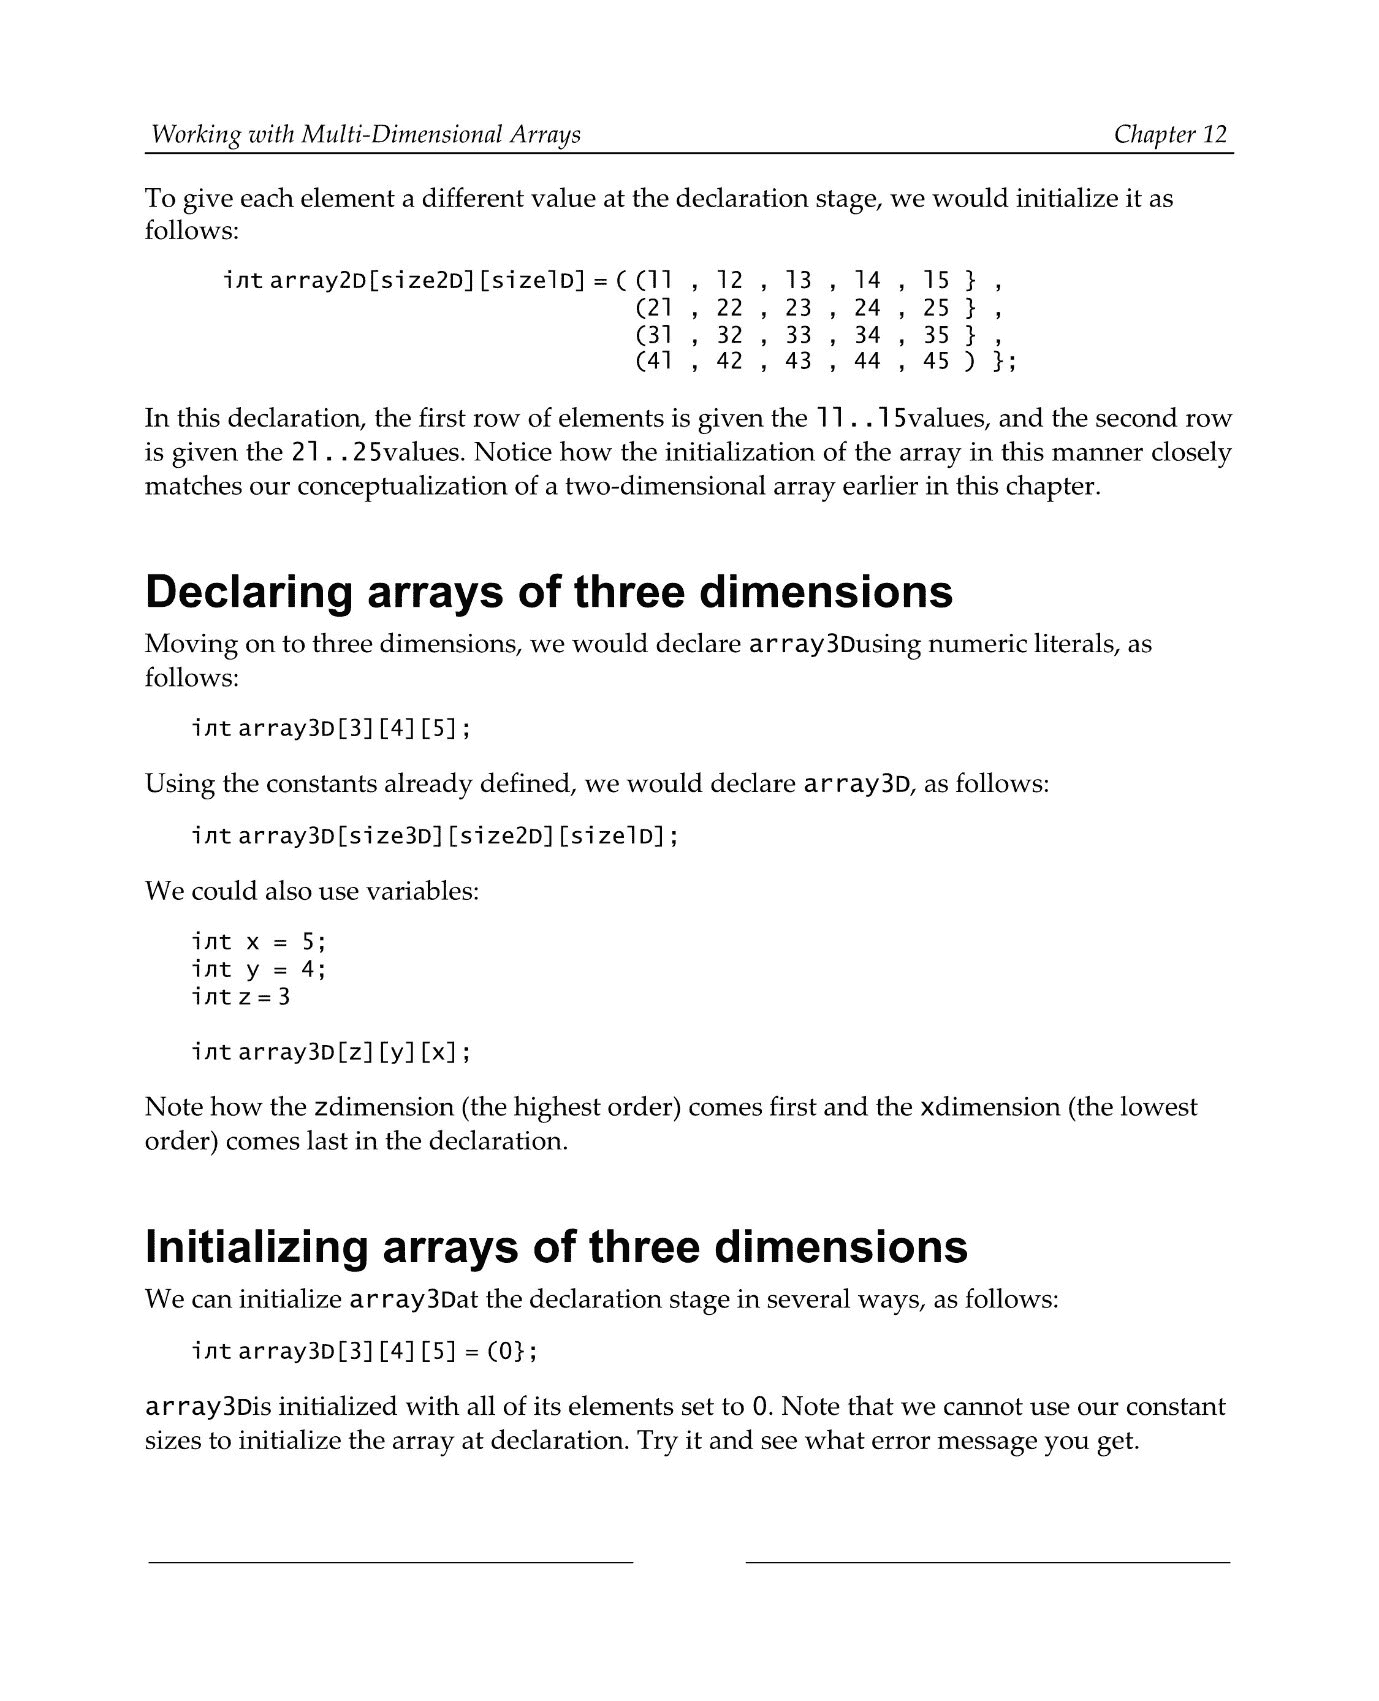 Working with Multi-Dimensional Arrays Chapter 12
To give each element a different value at the declaration stage, we would initialize it as
follows:
int array2D[size2D][size1D] = ( (11 , 12 , 13 , 14 , 15 } ,
(21 , 22 , 23 , 24 , 25 } ,
(31 , 32 , 33 , 34 , 35 } ,
(41 , 42 , 43 , 44 , 45 ) };
In this declaration, the first row of elements is given the 11..15values, and the second row
is given the 21..25values. Notice how the initialization of the array in this manner closely
matches our conceptualization of a two-dimensional array earlier in this chapter.
Declaring arrays of three dimensions
Moving on to three dimensions, we would declare array3Dusing numeric literals, as
follows:
int array3D[3][4][5];
Using the constants already defined, we would declare array3D, as follows:
int array3D[size3D][size2D][size1D];
We could also use variables:
int x = 5;
int y = 4;
int z = 3
int array3D[z][y][x];
Note how the zdimension (the highest order) comes first and the xdimension (the lowest
order) comes last in the declaration.
Initializing arrays of three dimensions
We can initialize array3Dat the declaration stage in several ways, as follows:
int array3D[3][4][5] = (0};
array3Dis initialized with all of its elements set to 0. Note that we cannot use our constant
sizes to initialize the array at declaration. Try it and see what error message you get.